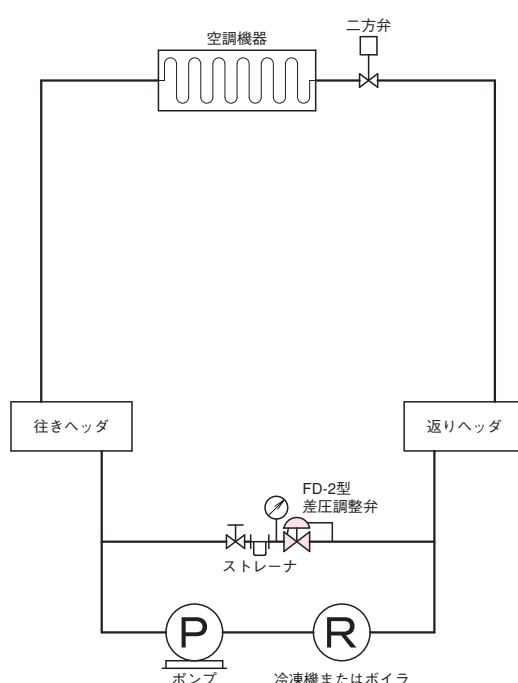 二方弁
空調機器
往きヘッダ
返りヘッダ
FD-2型
差圧調整弁
ストレーナ
P
R
ポンプ
冷凍機またはボイラ